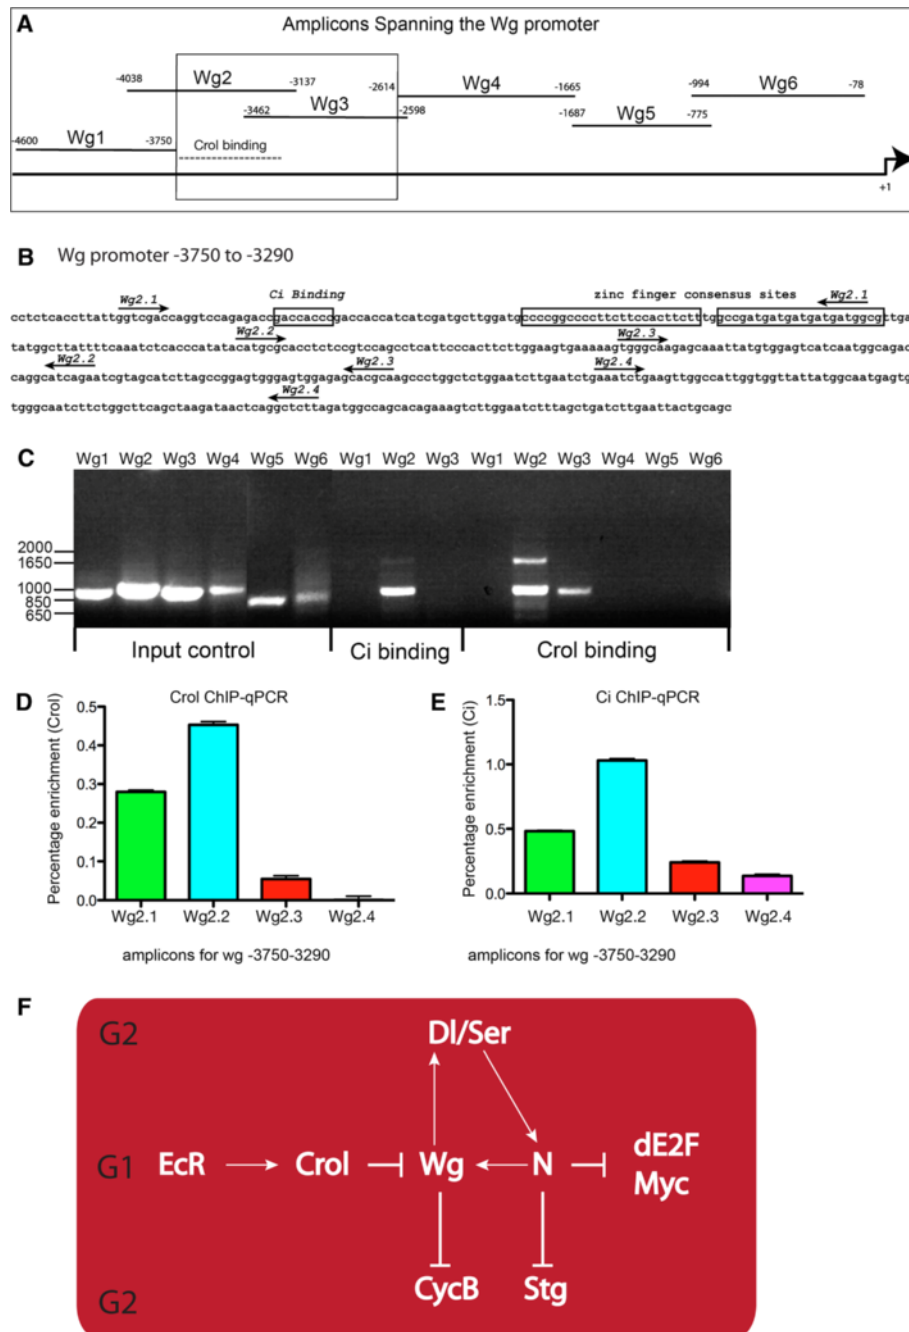 A
Amplicons Spanning the Wg promoter
-4038 Wg2 -3137
-2614 Wg4 -1665
-994 Wg6 -78
-3462 Wg3 -2598
-1687 Wg5 -775
-4600 Wg1 -3750
Crol binding
+1
B Wg promoter -3750 to -3290
Wg2.1 Ci Binding zinc finger consensus sites Wg2.1
cctctcaccttattggtcgaccaggtccagagaccgaccacccgaccaccatcatcgatgcttggatgccccggccccttcttccacttctttggccgatgatgatgatgatggcgctga
Wg2.2 Wg2.3
tatggcttattttcaaatctcacccatatacatgcgcacctctccgtcagcctcattcccacttcttggaagtgaaaaagtgggcaagagcaaattatgtggagtcatcaatggcagac
Wg2.2 Wg2.3 Wg2.4
caggcatcagaatcgtagcatcttagccggagtgggagtggagagcacgcaagccctggctctggaatcttgaatctgaaatctgaagttggccattggtggttattatggcaatgagtg
Wg2.4
tgggcaatcttctggcttcagctaagataactcaggctcttagatggccagcacagaaagtcttggaatctttagctgatcttgaattactgcagc
C
Wg1 Wg2 Wg3 Wg4 Wg5 Wg6 Wg1 Wg2 Wg3 Wg1 Wg2 Wg3 Wg4 Wg5 Wg6
2000
1650
1000
850
650
Input control Ci binding Crol binding
D
Crol ChIP-qPCR
Percentage enrichment (Crol)
0.5
0.4
0.3
0.2
0.1
0.0
Wg2.1 Wg2.2 Wg2.3 Wg2.4
amplicons for wg -3750-3290
E
Ci ChIP-qPCR
Percentage enrichment (Ci)
1.5
1.0
0.5
0.0
Wg2.1 Wg2.2 Wg2.3 Wg2.4
amplicons for wg -3750-3290
F
G2 Dl/Ser
G1 EcR Crol Wg N dE2F
Myc
CycB Stg
G2